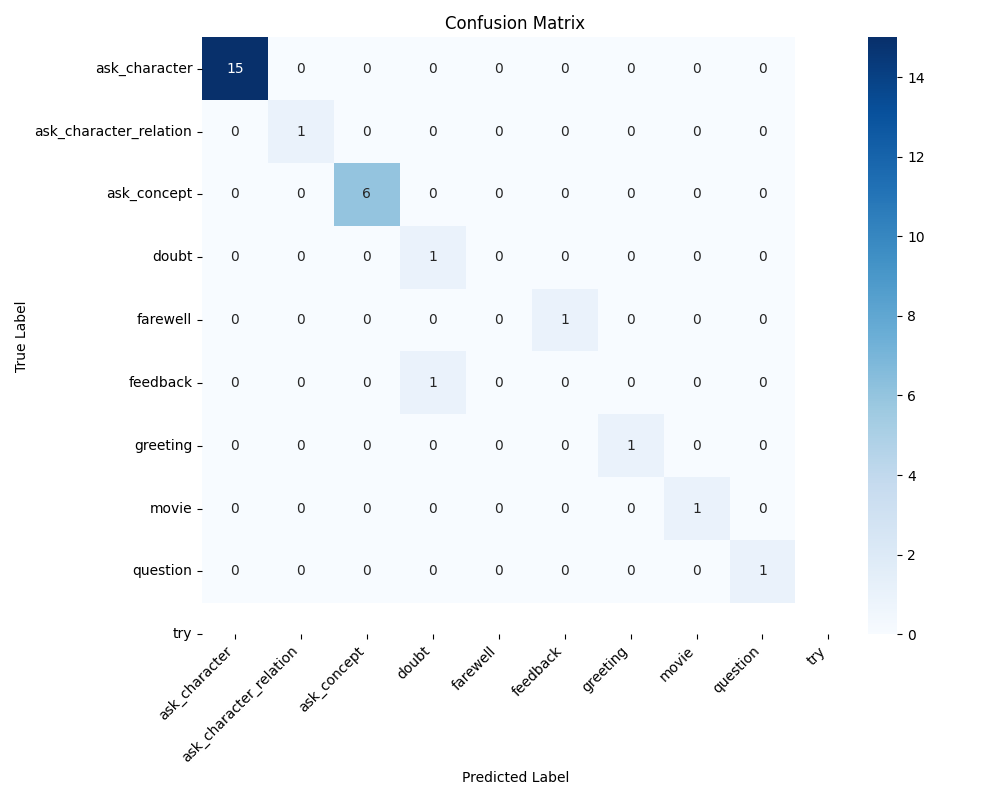 Confusion Matrix
ask_character 15 0 0 0 0 0 0 0 0
ask_character_relation 0 1 0 0 0 0 0 0 0
ask_concept 0 0 6 0 0 0 0 0 0
doubt 0 0 0 1 0 0 0 0 0
farewell 0 0 0 0 0 1 0 0 0
feedback 0 0 0 1 0 0 0 0 0
greeting 0 0 0 0 0 0 1 0 0
movie 0 0 0 0 0 0 0 1 0
question 0 0 0 0 0 0 0 0 1
try
True Label
ask_character
ask_character_relation
ask_concept
doubt
farewell
feedback
greeting
movie
question
try
Predicted Label
14
12
10
8
6
4
2
0